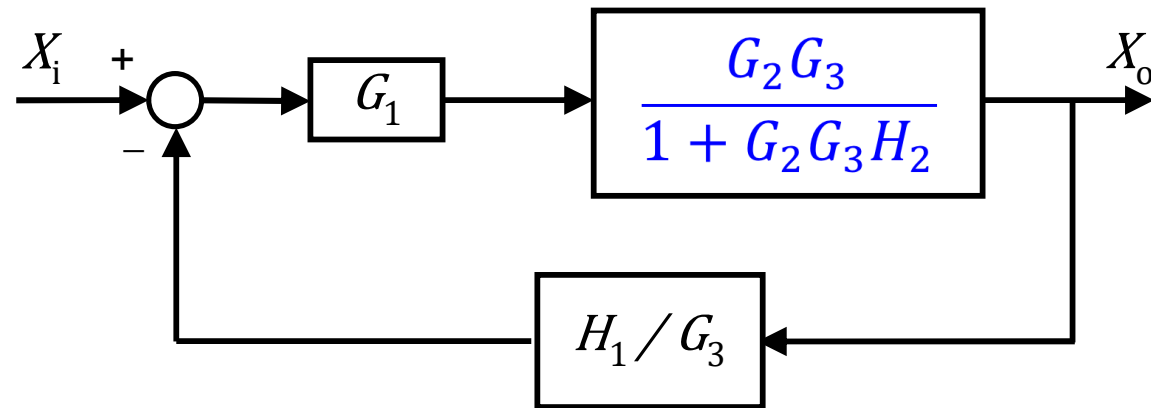 Xᵢ
+
−
G₁
G₂G₃
1 + G₂G₃H₂
Xₒ
H₁/G₃